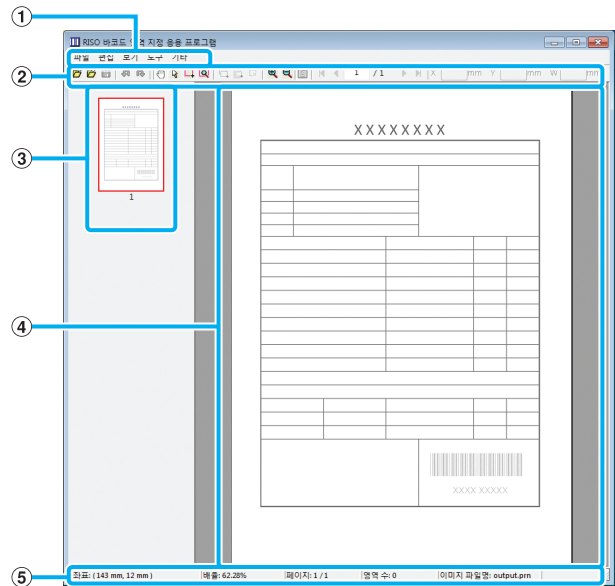 ①
RISO 바코드 영역 지정 응용 프로그램
파일 편집 보기 도구 기타
②
1 / 1 X mm Y mm W mm
③
1
XXXXXXXX
④
XXXX XXXXX
⑤
좌표: ( 143 mm, 12 mm ) 배율: 62.28% 페이지: 1 / 1 영역 수: 0 이미지 파일명: output.prn